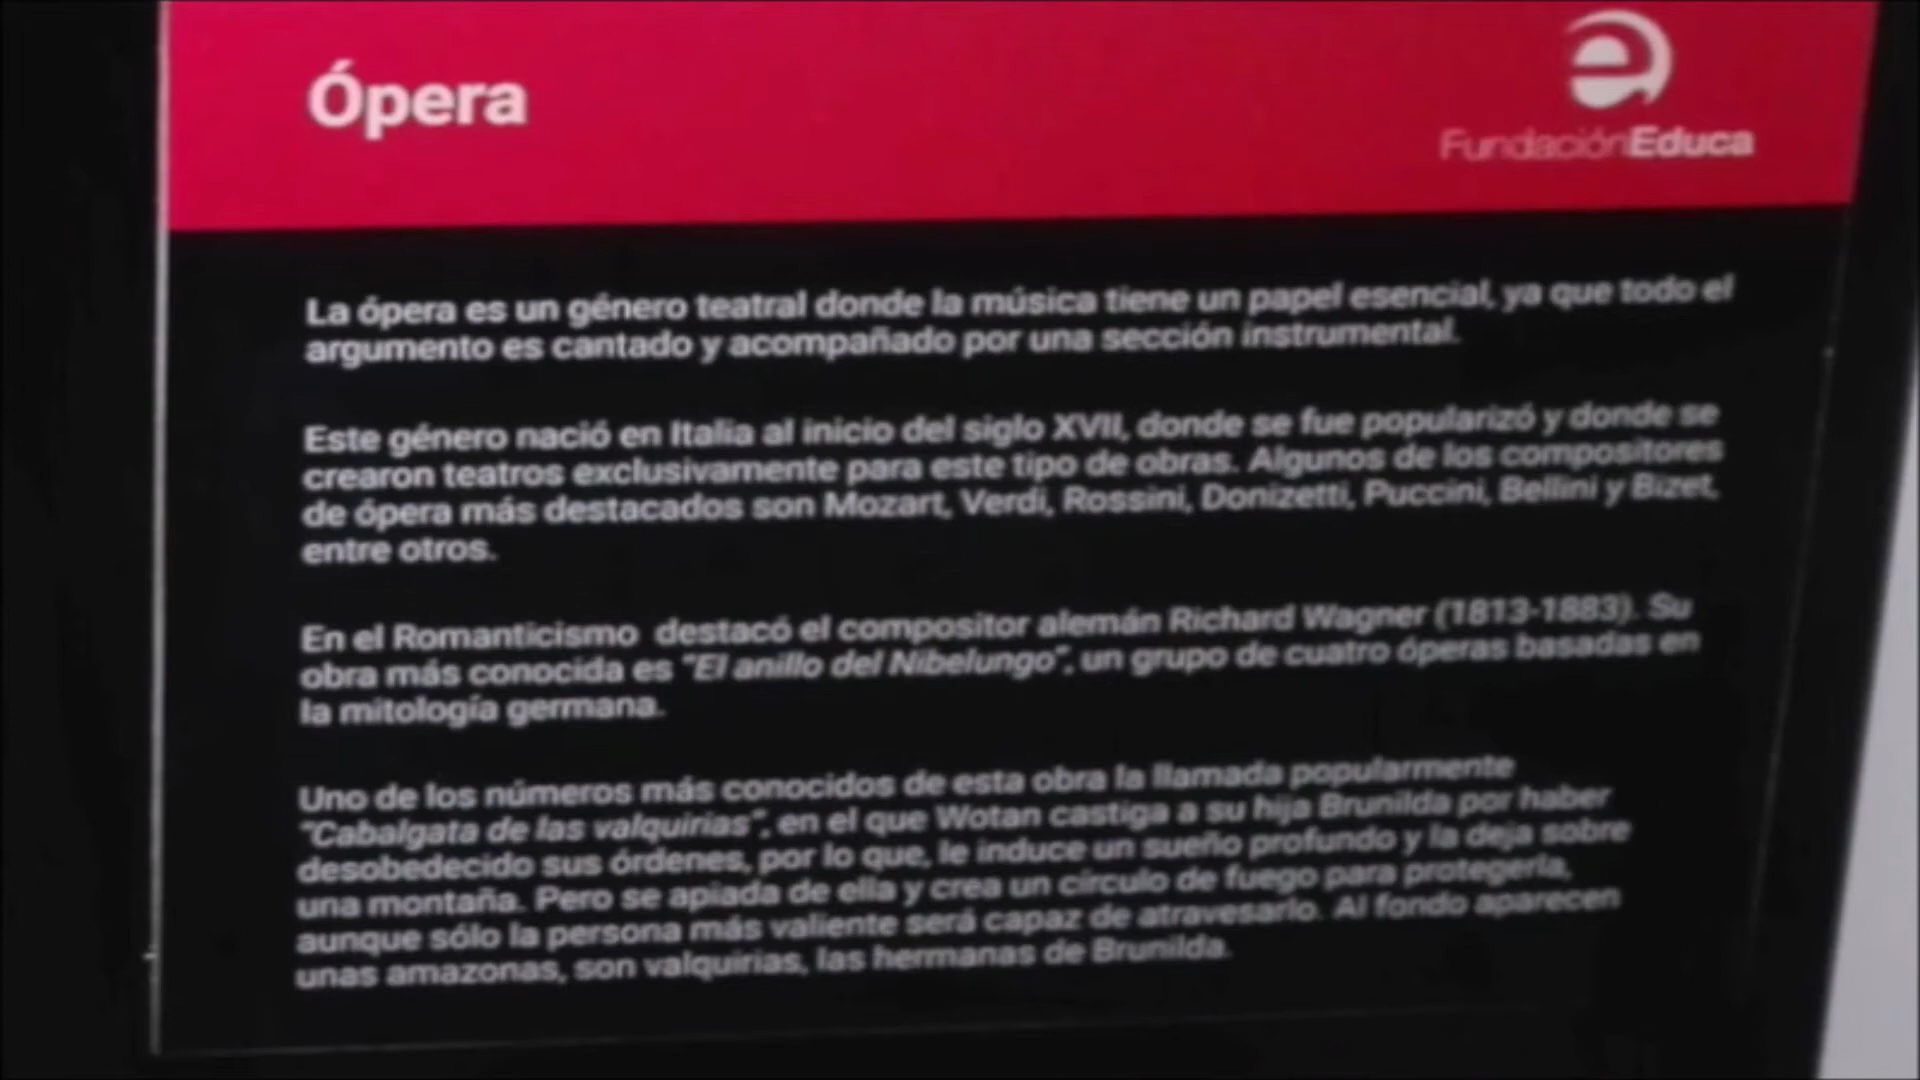 Ópera
FundaciónEduca
La ópera es un género teatral donde la música tiene un papel esencial, ya que todo el
argumento es cantado y acompañado por una sección instrumental.
Este género nació en Italia al inicio del siglo XVII, donde se fue popularizó y donde se
crearon teatros exclusivamente para este tipo de obras. Algunos de los compositores
de ópera más destacados son Mozart, Verdi, Rossini, Donizetti, Puccini, Bellini y Bizet,
entre otros.
En el Romanticismo destacó el compositor alemán Richard Wagner (1813-1883). Su
obra más conocida es "El anillo del Nibelungo", un grupo de cuatro óperas basadas en
la mitología germana.
Uno de los números más conocidos de esta obra la llamada popularmente
"Cabalgata de las valquirias", en el que Wotan castiga a su hija Brunilda por haber
desobedecido sus órdenes, por lo que, le induce un sueño profundo y la deja sobre
una montaña. Pero se apiada de ella y crea un círculo de fuego para protegerla,
aunque sólo la persona más valiente será capaz de atravesarlo. Al fondo aparecen
unas amazonas, son valquirias, las hermanas de Brunilda.